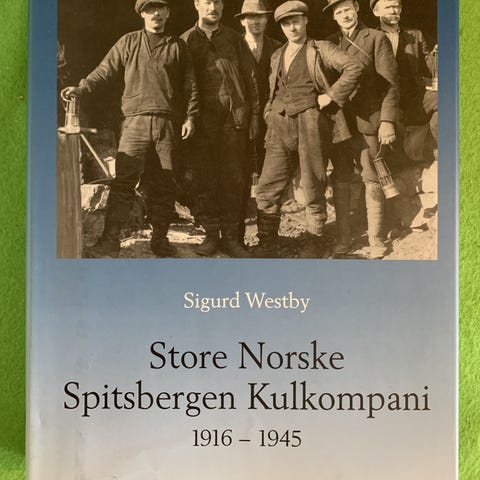 Sigurd Westby
Store Norske
Spitsbergen Kulkompani
1916 – 1945